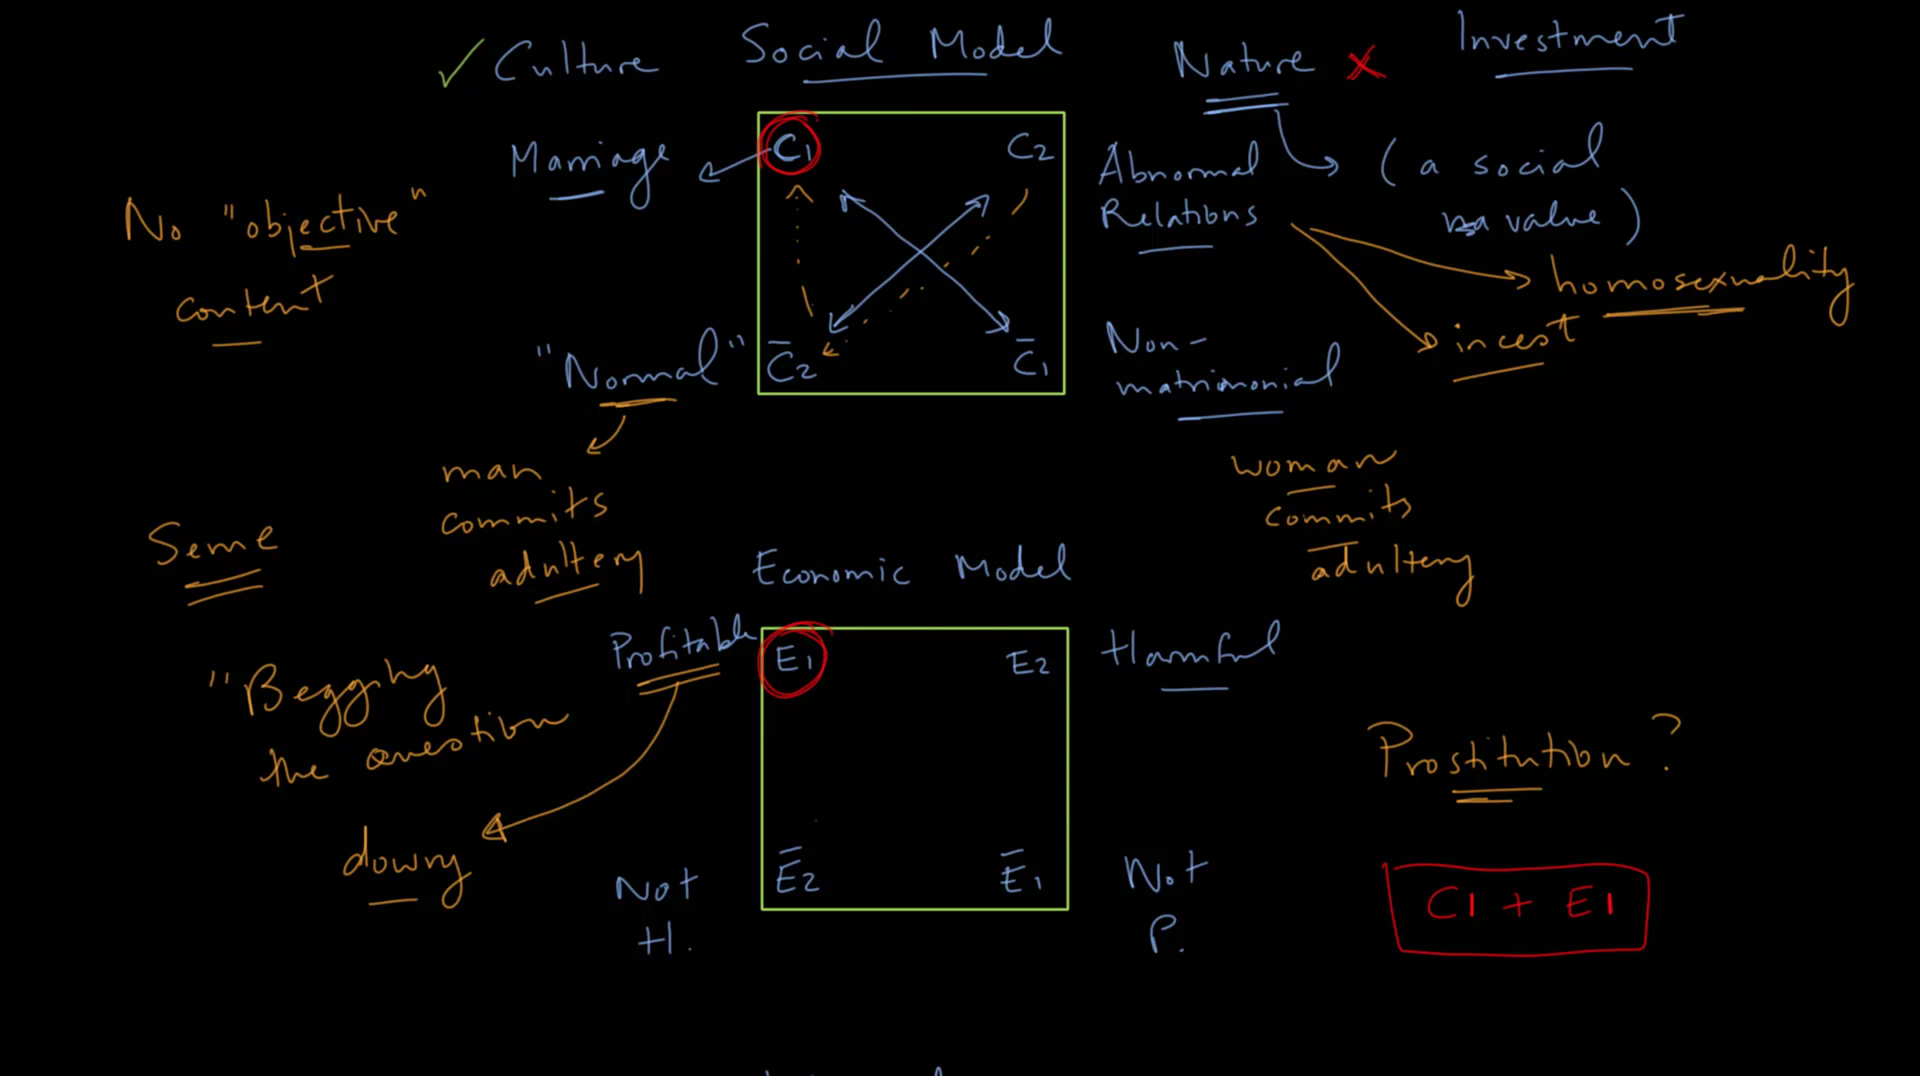 ✓ Culture
Social Model
Nature ✗
Investment
Marriage
C1
C2
Abnormal
Relations
( a social
value )
No "objective"
content
homosexuality
incest
"Normal"
C̅2
C̅1
Non-
matrimonial
man
commits
adultery
woman
commits
adultery
Seme
Economic Model
Profitable
E1
E2
Harmful
"Begging
the question
Prostitution?
dowry
Not
H.
E̅2
E̅1
Not
P.
C1 + E1